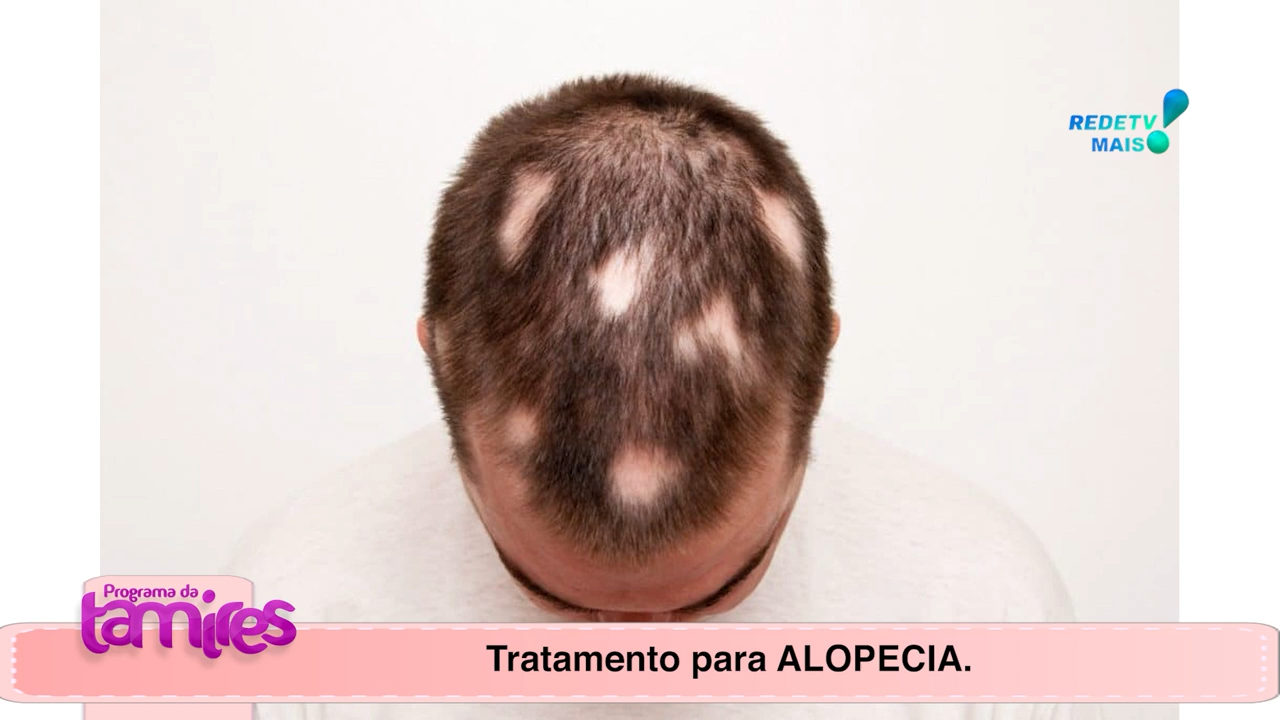 REDETV
MAIS
Programa da
tamires
Tratamento para ALOPECIA.